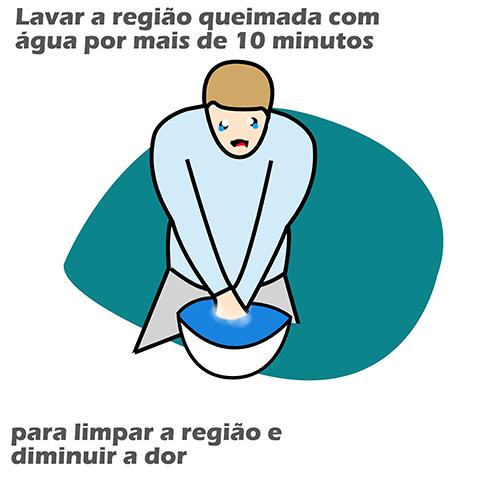 Lavar a região queimada com
água por mais de 10 minutos
para limpar a região e
diminuir a dor